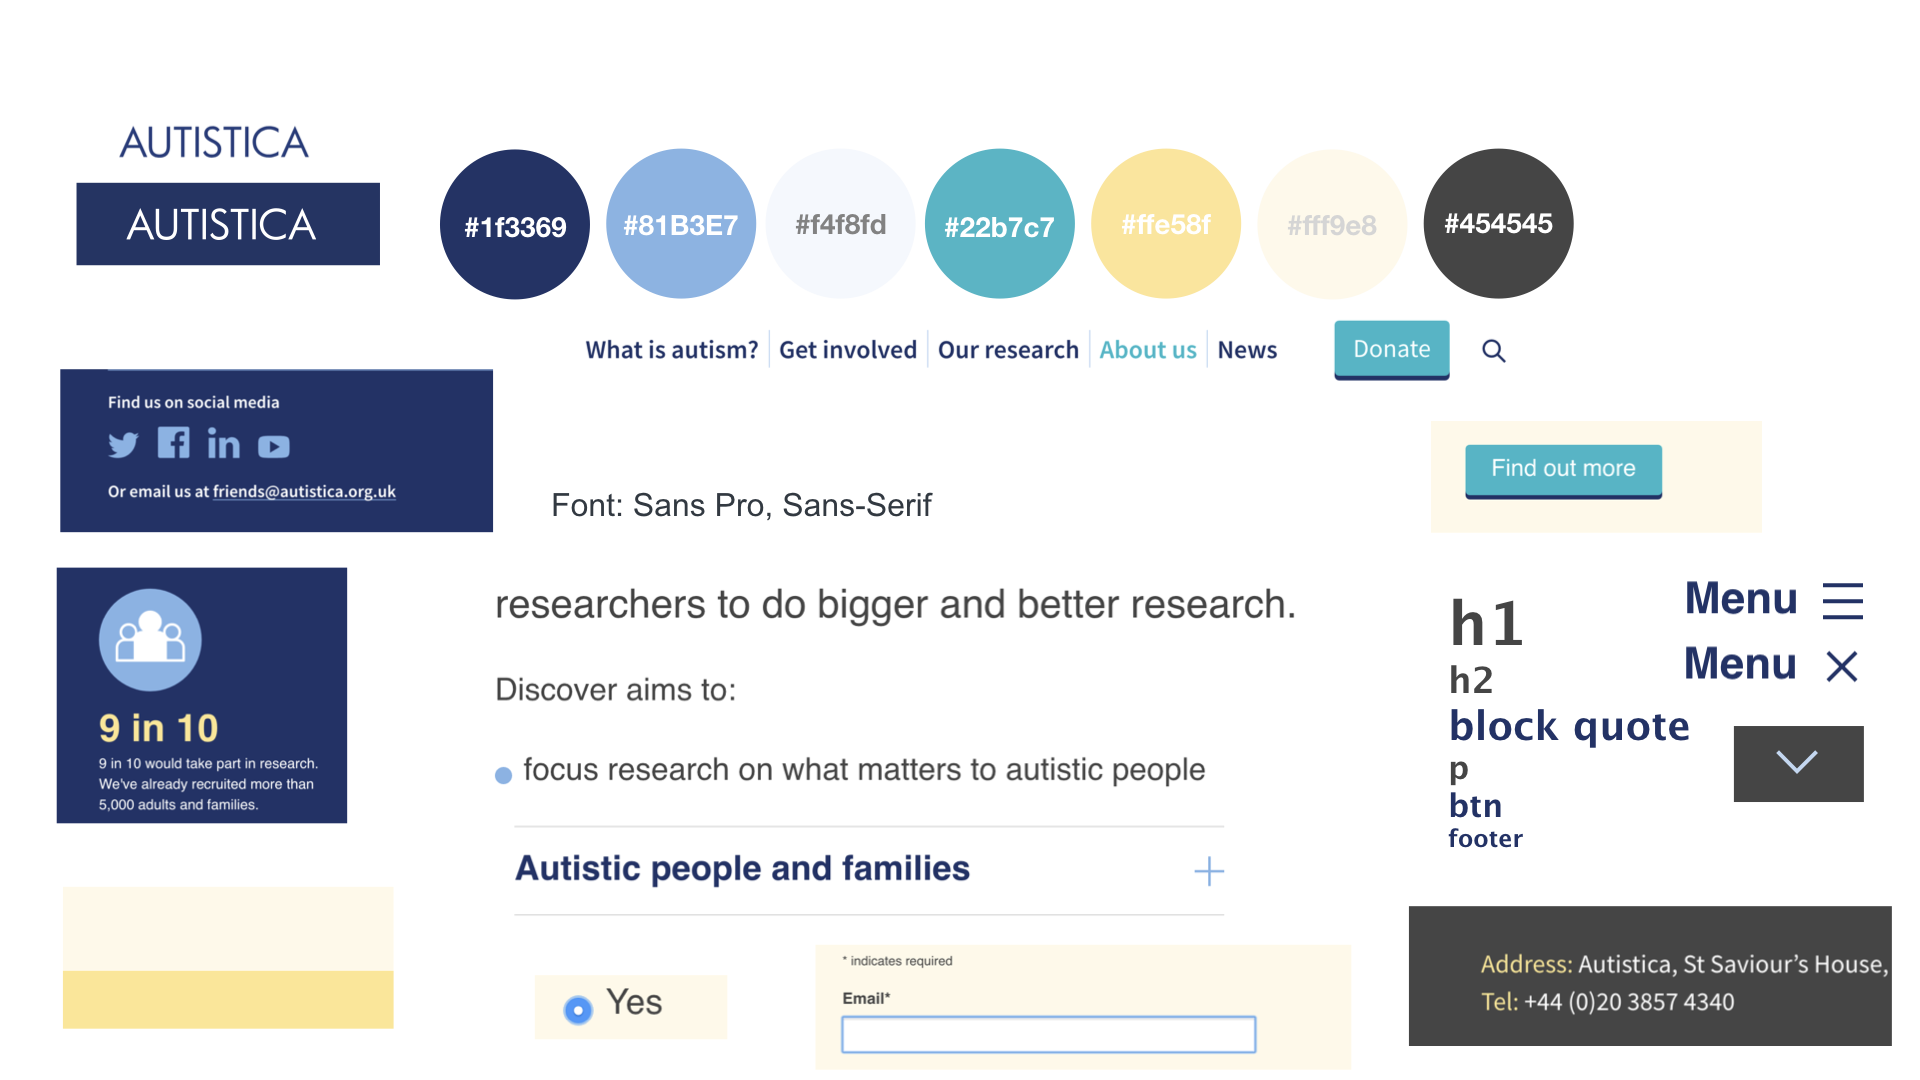 AUTISTICA
AUTISTICA
#1f3369
#81B3E7
#f4f8fd
#22b7c7
#ffe58f
#fff9e8
#454545
What is autism?
Get involved
Our research
About us
News
Donate
Find us on social media
Or email us at friends@autistica.org.uk
Font: Sans Pro, Sans-Serif
Find out more
9 in 10
9 in 10 would take part in research.
We've already recruited more than
5,000 adults and families.
researchers to do bigger and better research.
Discover aims to:
focus research on what matters to autistic people
Autistic people and families
h1
h2
block quote
p
btn
footer
Menu
Menu
Yes
* indicates required
Email*
Address: Autistica, St Saviour's House,
Tel: +44 (0)20 3857 4340